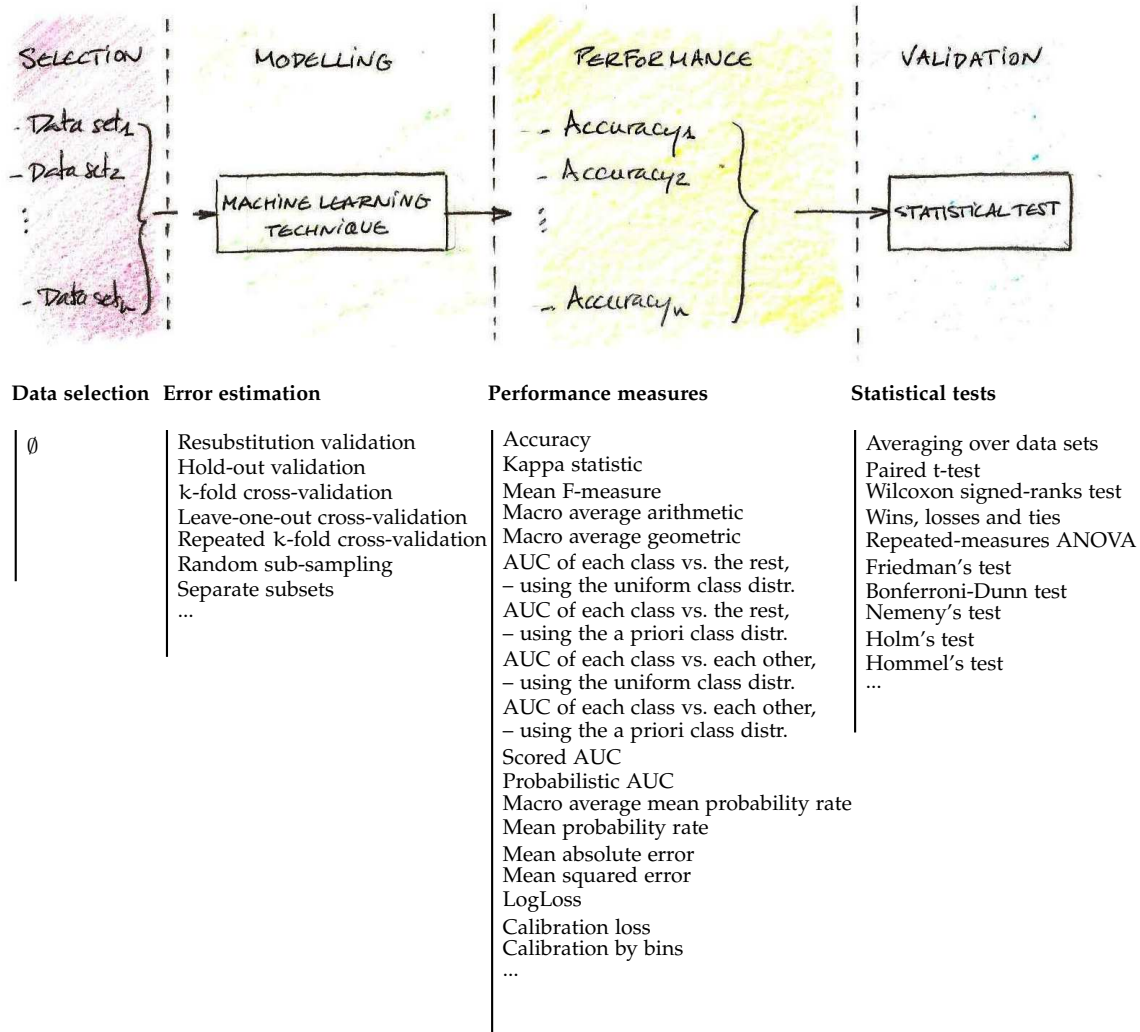 SELECTION
MODELLING
PERFORMANCE
VALIDATION
- Data set1
- Data set2
⋮
- Data setn
MACHINE LEARNING
TECHNIQUE
- Accuracy1
- Accuracy2
⋮
- Accuracyn
STATISTICAL TEST
Data selection
∅
Error estimation
Resubstitution validation
Hold-out validation
k-fold cross-validation
Leave-one-out cross-validation
Repeated k-fold cross-validation
Random sub-sampling
Separate subsets
...
Performance measures
Accuracy
Kappa statistic
Mean F-measure
Macro average arithmetic
Macro average geometric
AUC of each class vs. the rest,
– using the uniform class distr.
AUC of each class vs. the rest,
– using the a priori class distr.
AUC of each class vs. each other,
– using the uniform class distr.
AUC of each class vs. each other,
– using the a priori class distr.
Scored AUC
Probabilistic AUC
Macro average mean probability rate
Mean probability rate
Mean absolute error
Mean squared error
LogLoss
Calibration loss
Calibration by bins
...
Statistical tests
Averaging over data sets
Paired t-test
Wilcoxon signed-ranks test
Wins, losses and ties
Repeated-measures ANOVA
Friedman's test
Bonferroni-Dunn test
Nemeny's test
Holm's test
Hommel's test
...